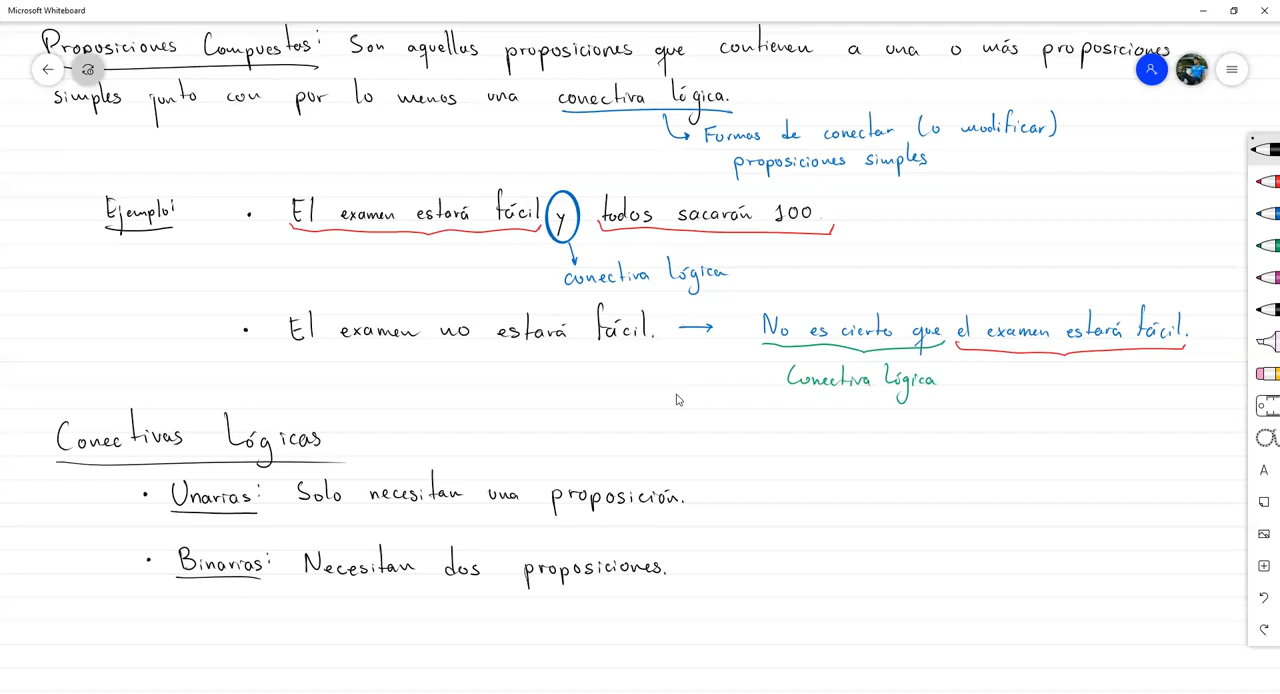 Microsoft Whiteboard
Proposiciones Compuestas: Son aquellas proposiciones que contienen a una o más proposiciones
simples junto con por lo menos una conectiva lógica.
Formas de conectar (o modificar)
proposiciones simples
Ejemplo: • El examen estará fácil y todos sacarán 100.
conectiva lógica
• El examen no estará fácil. → No es cierto que el examen estará fácil.
Conectiva lógica
Conectivas Lógicas
• Unarias: Solo necesitan una proposición.
• Binarias: Necesitan dos proposiciones.
A